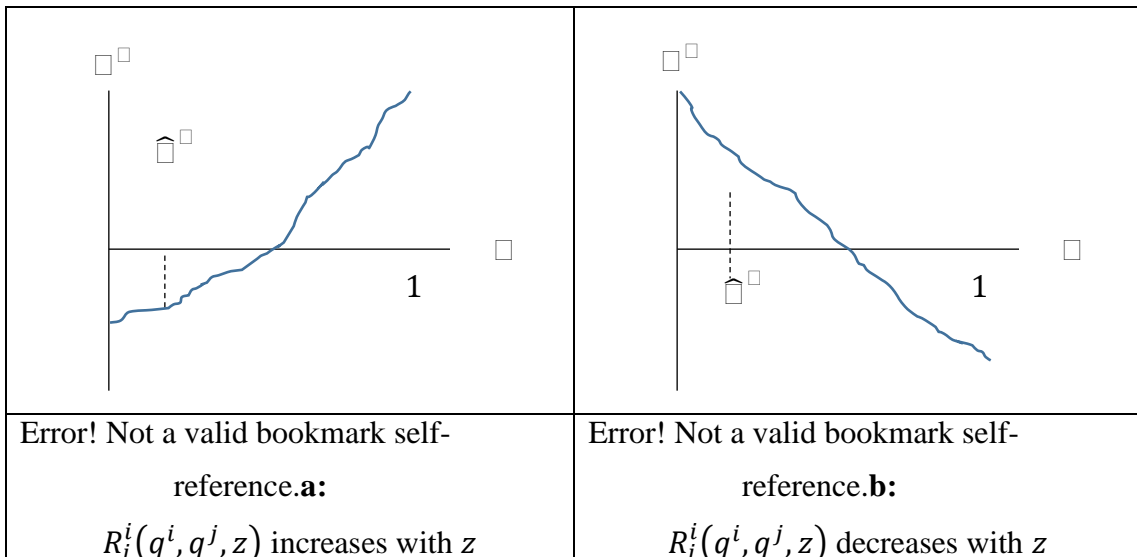 1
Error! Not a valid bookmark self-
reference.a:
R_i^i(q^i, q^j, z) increases with z
1
Error! Not a valid bookmark self-
reference.b:
R_i^i(q^i, q^j, z) decreases with z